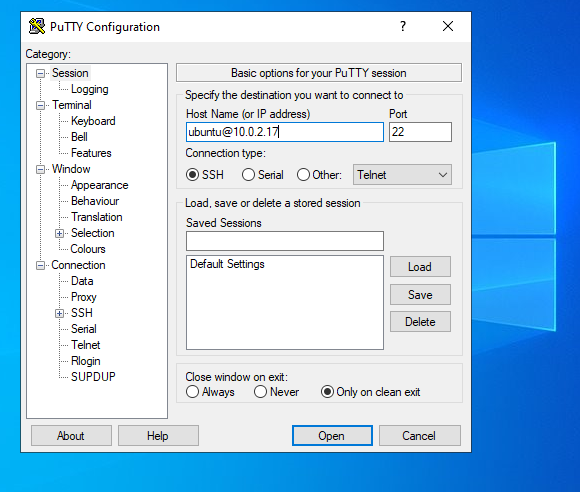 PuTTY Configuration
?
Category:
Session
Logging
Terminal
Keyboard
Bell
Features
Window
Appearance
Behaviour
Translation
Selection
Colours
Connection
Data
Proxy
SSH
Serial
Telnet
Rlogin
SUPDUP
Basic options for your PuTTY session
Specify the destination you want to connect to
Host Name (or IP address) Port
ubuntu@10.0.2.17 22
Connection type:
SSH Serial Other: Telnet
Load, save or delete a stored session
Saved Sessions
Default Settings
Load
Save
Delete
Close window on exit:
Always Never Only on clean exit
About Help Open Cancel